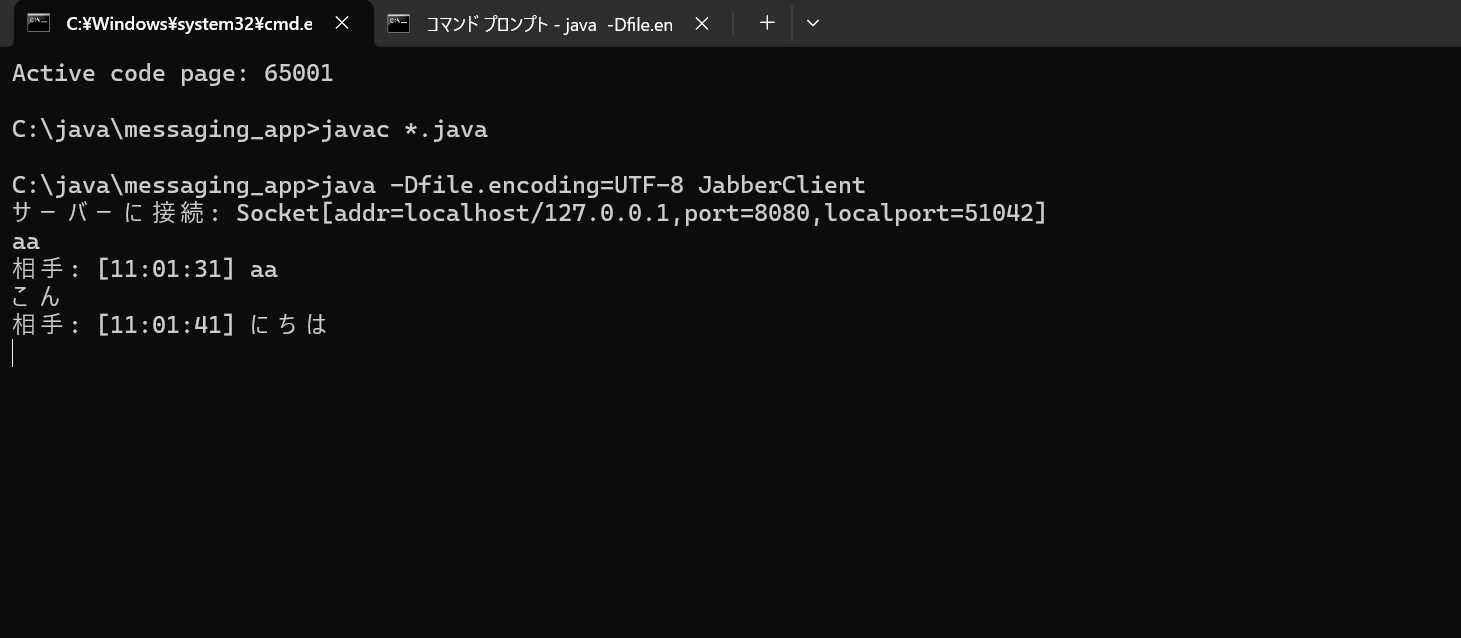 C:¥Windows¥system32¥cmd.e
コマンド プロンプト - java -Dfile.en
Active code page: 65001
C:\java\messaging_app>javac *.java
C:\java\messaging_app>java -Dfile.encoding=UTF-8 JabberClient
サーバーに接続: Socket[addr=localhost/127.0.0.1,port=8080,localport=51042]
aa
相手: [11:01:31] aa
こん
相手: [11:01:41] にちは